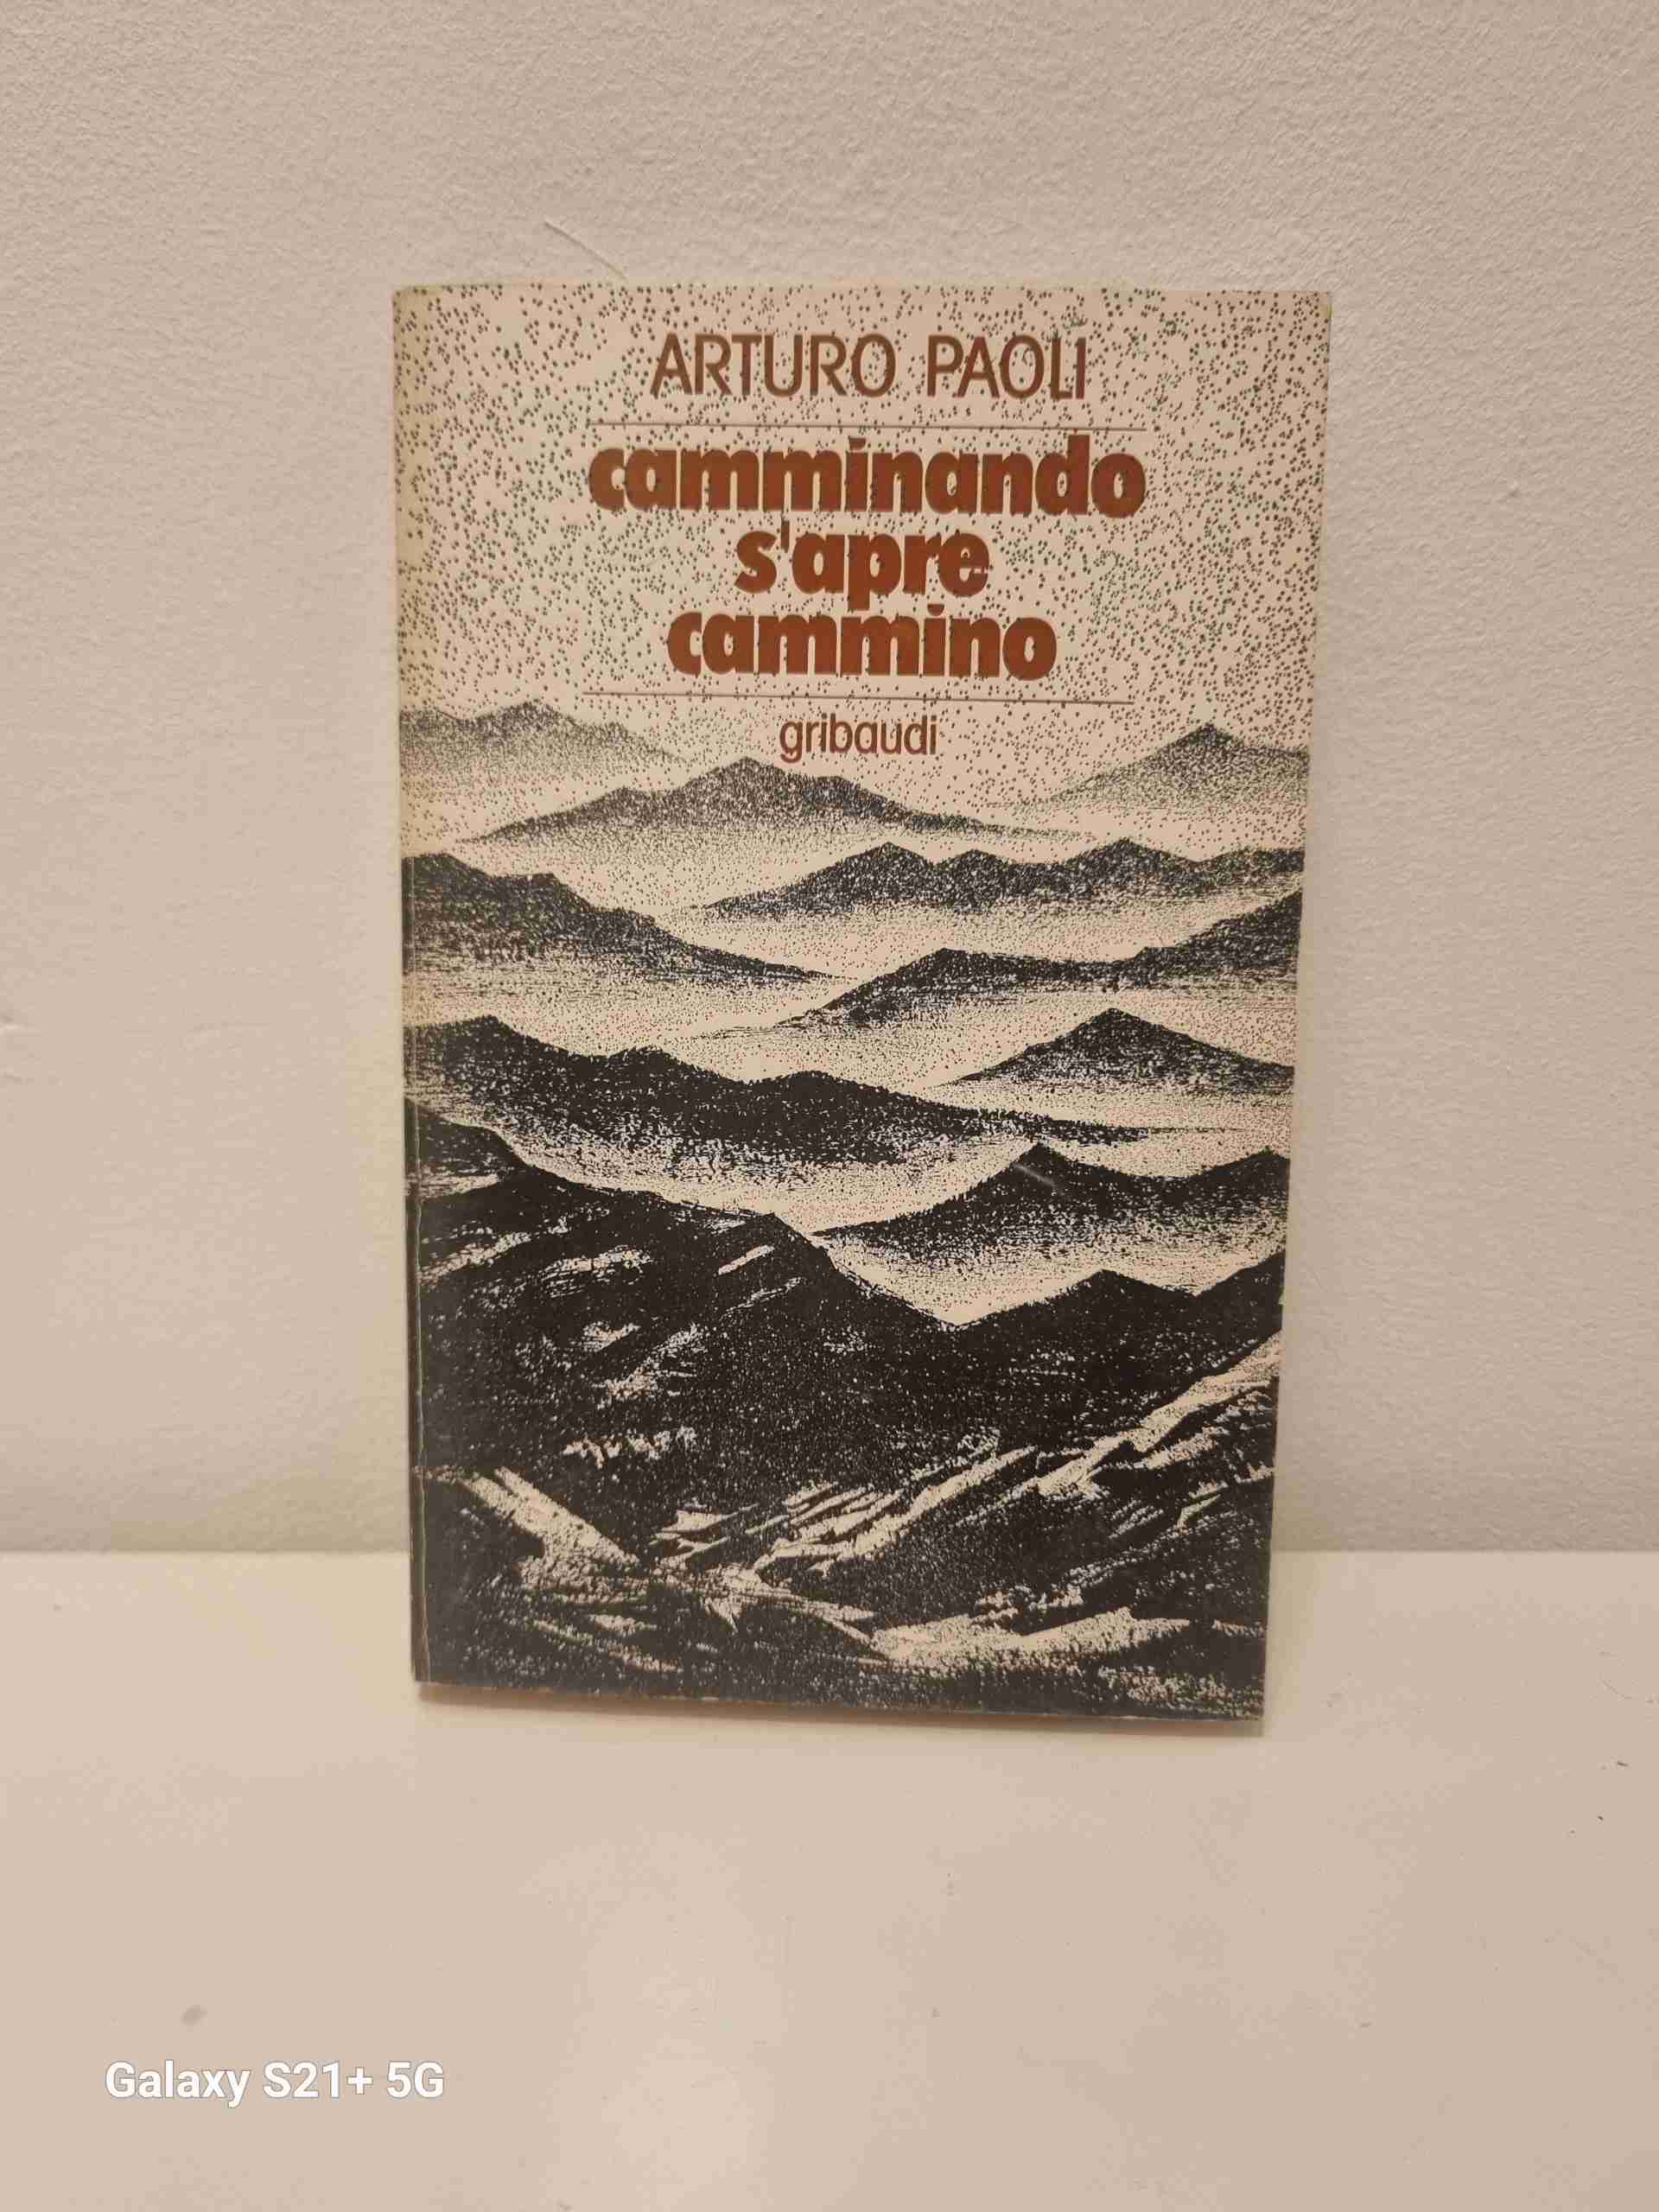 ARTURO PAOLI
camminando
s'apre
cammino
gribaudi
Galaxy S21+ 5G